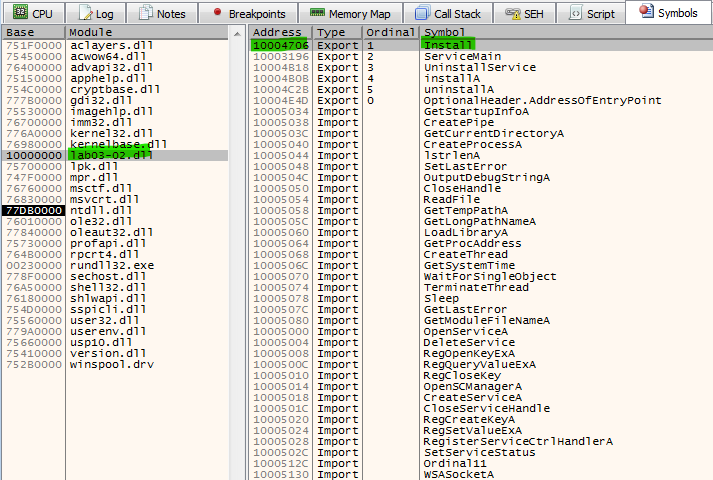 CPU Log Notes Breakpoints Memory Map Call Stack SEH Script Symbols
Base Module
751F0000 aclayers.dll
75450000 acwow64.dll
76400000 advapi32.dll
76150000 apphelp.dll
754C0000 cryptbase.dll
777B0000 gdi32.dll
75530000 imagehlp.dll
76700000 imm32.dll
776A0000 kernel32.dll
76980000 kernelbase.dll
10000000 lab03-02.dll
75700000 lpk.dll
747F0000 mpr.dll
76760000 msctf.dll
76830000 msvcrt.dll
77DB0000 ntdll.dll
76010000 ole32.dll
77840000 oleaut32.dll
75730000 profapi.dll
764B0000 rpcrt4.dll
00230000 rundll32.exe
778F0000 sechost.dll
76A50000 shell32.dll
76180000 shlwapi.dll
754D0000 sspicli.dll
75560000 user32.dll
779A0000 userenv.dll
75660000 usp10.dll
75410000 version.dll
752B0000 winspool.drv
Address Type Ordinal Symbol
10004706 Export 1 Install
10003196 Export 2 ServiceMain
10004B18 Export 3 UninstallService
10004B0B Export 4 installA
10004C2B Export 5 uninstallA
10004E4D Export 0 OptionalHeader.AddressOfEntryPoint
10005034 Import GetStartupInfoA
10005038 Import CreatePipe
1000503C Import GetCurrentDirectoryA
10005040 Import CreateProcessA
10005044 Import lstrlenA
10005048 Import SetLastError
1000504C Import OutputDebugStringA
10005050 Import CloseHandle
10005054 Import ReadFile
10005058 Import GetTempPathA
1000505C Import GetLongPathNameA
10005060 Import LoadLibraryA
10005064 Import GetProcAddress
10005068 Import CreateThread
1000506C Import GetSystemTime
10005070 Import WaitForSingleObject
10005074 Import TerminateThread
10005078 Import Sleep
1000507C Import GetLastError
10005080 Import GetModuleFileNameA
10005000 Import OpenServiceA
10005004 Import DeleteService
10005008 Import RegOpenKeyExA
1000500C Import RegQueryValueExA
10005010 Import RegCloseKey
10005014 Import OpenSCManagerA
10005018 Import CreateServiceA
1000501C Import CloseServiceHandle
10005020 Import RegCreateKeyA
10005024 Import RegSetValueExA
10005028 Import RegisterServiceCtrlHandlerA
1000502C Import SetServiceStatus
1000512C Import Ordinal11
10005130 Import WSASocketA